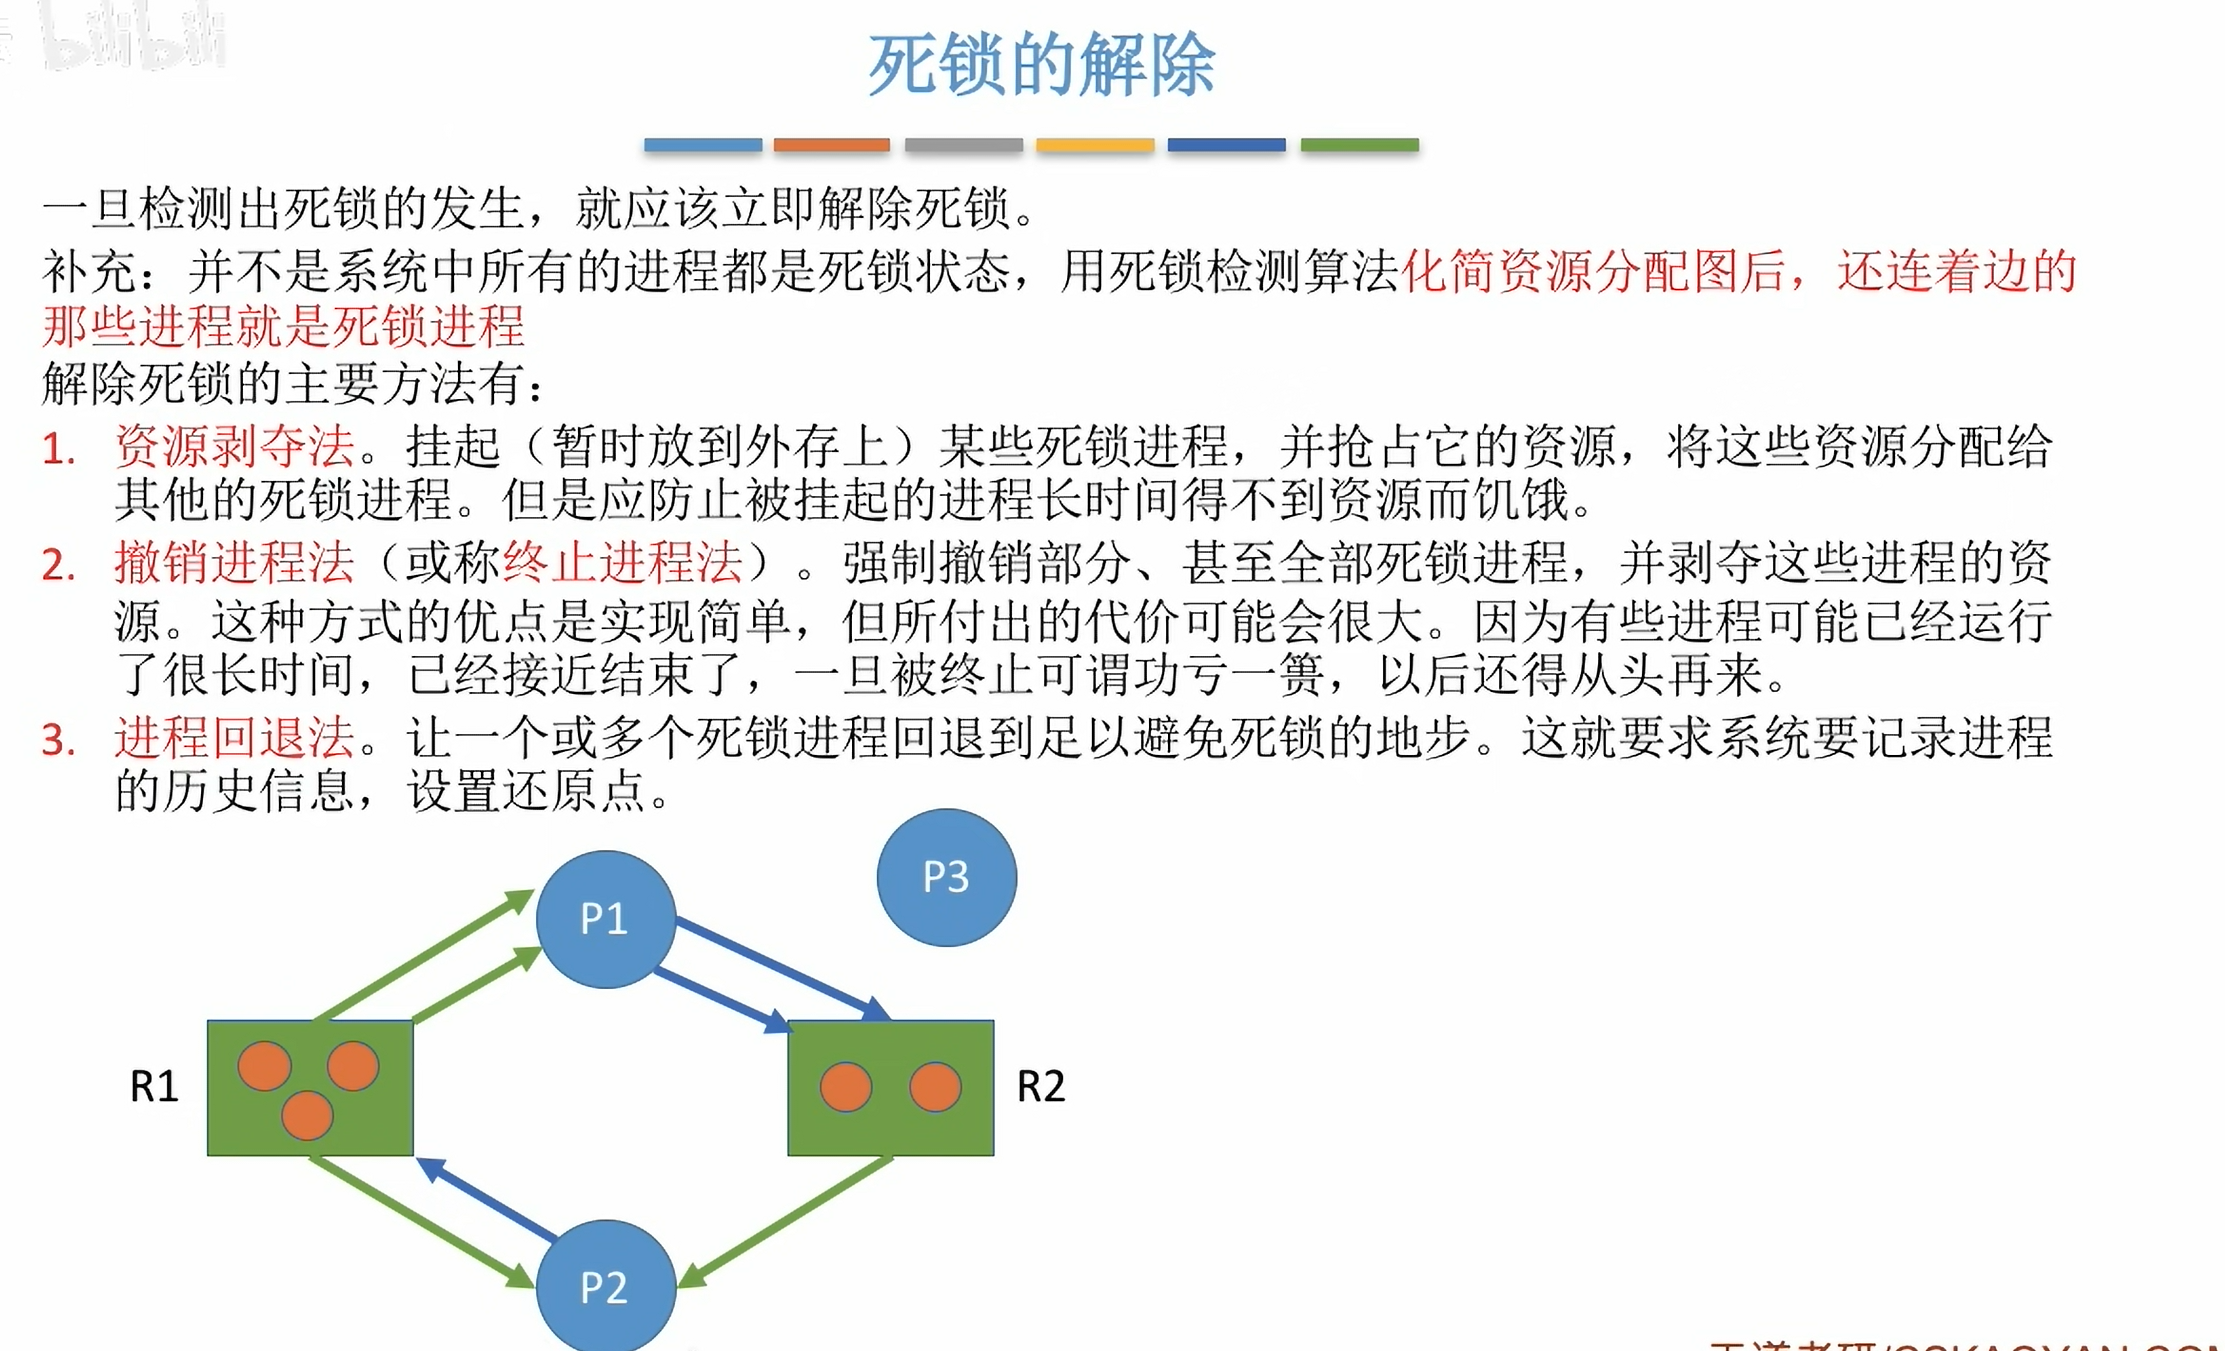 bilibili
死锁的解除
一旦检测出死锁的发生，就应该立即解除死锁。
补充：并不是系统中所有的进程都是死锁状态，用死锁检测算法化简资源分配图后，还连着边的
那些进程就是死锁进程
解除死锁的主要方法有：
1. 资源剥夺法。挂起（暂时放到外存上）某些死锁进程，并抢占它的资源，将这些资源分配给
其他的死锁进程。但是应防止被挂起的进程长时间得不到资源而饥饿。
2. 撤销进程法（或称终止进程法）。强制撤销部分、甚至全部死锁进程，并剥夺这些进程的资
源。这种方式的优点是实现简单，但所付出的代价可能会很大。因为有些进程可能已经运行
了很长时间，已经接近结束了，一旦被终止可谓功亏一篑，以后还得从头再来。
3. 进程回退法。让一个或多个死锁进程回退到足以避免死锁的地步。这就要求系统要记录进程
的历史信息，设置还原点。
P3
P1
R1
R2
P2
王道考研/CSKAOYAN.COM